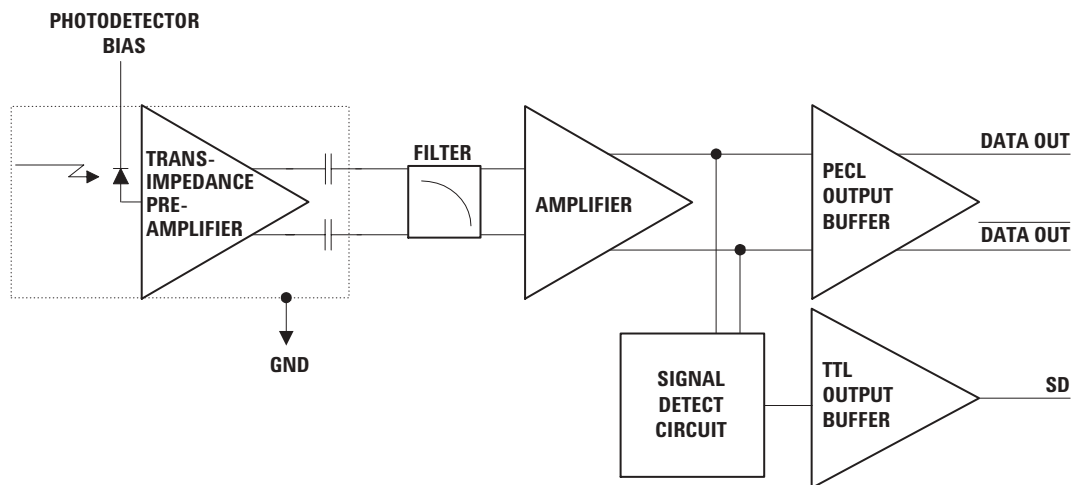 PHOTODETECTOR
BIAS
TRANS-
IMPEDANCE
PRE-
AMPLIFIER
GND
FILTER
AMPLIFIER
PECL
OUTPUT
BUFFER
DATA OUT
DATA OUT
SIGNAL
DETECT
CIRCUIT
TTL
OUTPUT
BUFFER
SD